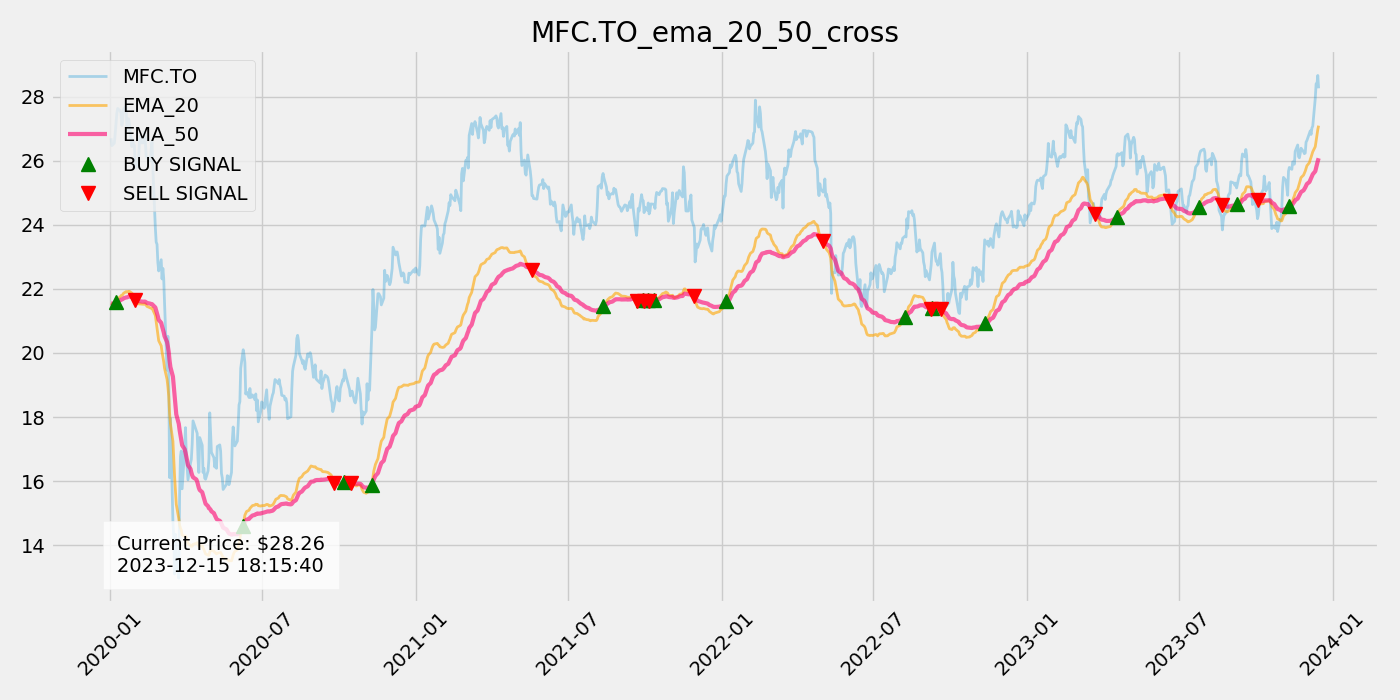 MFC.TO_ema_20_50_cross
MFC.TO
EMA_20
EMA_50
BUY SIGNAL
SELL SIGNAL
28
26
24
22
20
18
16
14
Current Price: $28.26
2023-12-15 18:15:40
2020-01
2020-07
2021-01
2021-07
2022-01
2022-07
2023-01
2023-07
2024-01